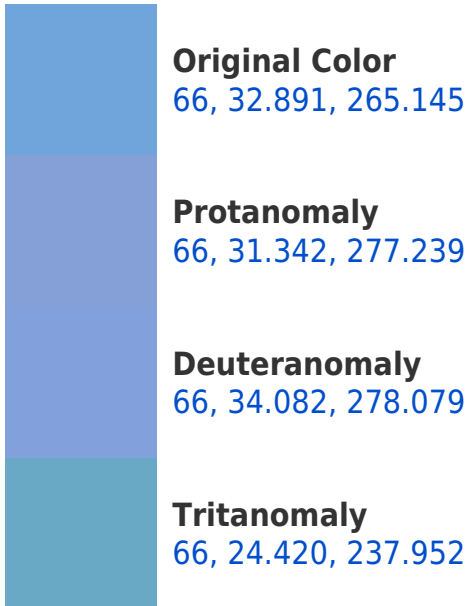 Original Color
66, 32.891, 265.145
Protanomaly
66, 31.342, 277.239
Deuteranomaly
66, 34.082, 278.079
Tritanomaly
66, 24.420, 237.952